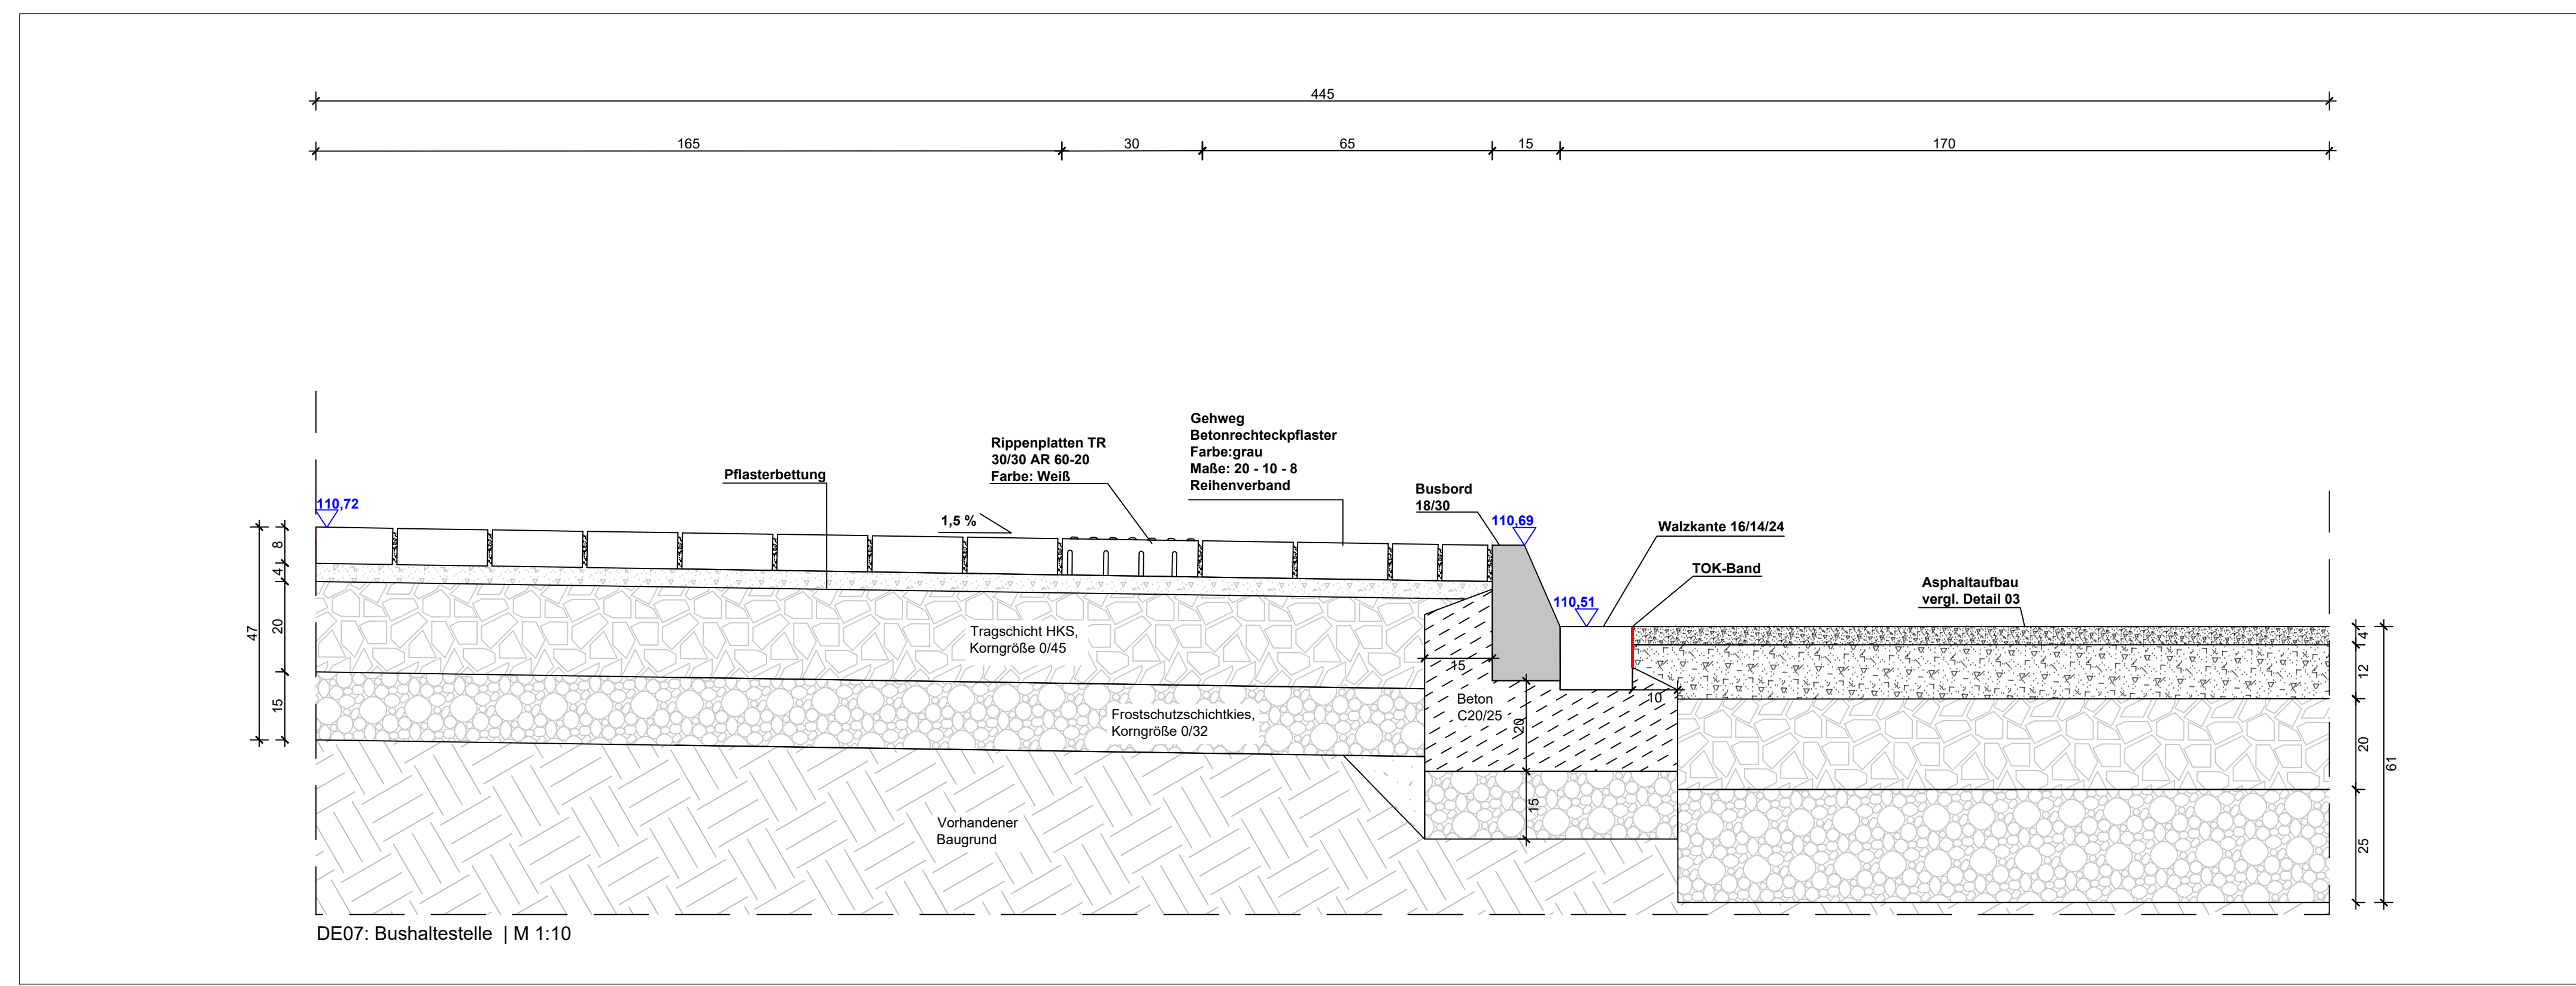 445
165
30
65
15
170
Gehweg
Betonrechteckpflaster
Farbe:grau
Maße: 20 - 10 - 8
Reihenverband
Rippenplatten TR
30/30 AR 60-20
Farbe: Weiß
Pflasterbettung
Busbord
18/30
110,72
1,5 %
110,69
Walzkante 16/14/24
TOK-Band
Asphaltaufbau
vergl. Detail 03
110,51
8
4
20
15
47
Tragschicht HKS,
Korngröße 0/45
Frostschutzschichtkies,
Korngröße 0/32
Vorhandener
Baugrund
15
Beton
C20/25
20
15
10
4
12
20
25
61
DE07: Bushaltestelle | M 1:10